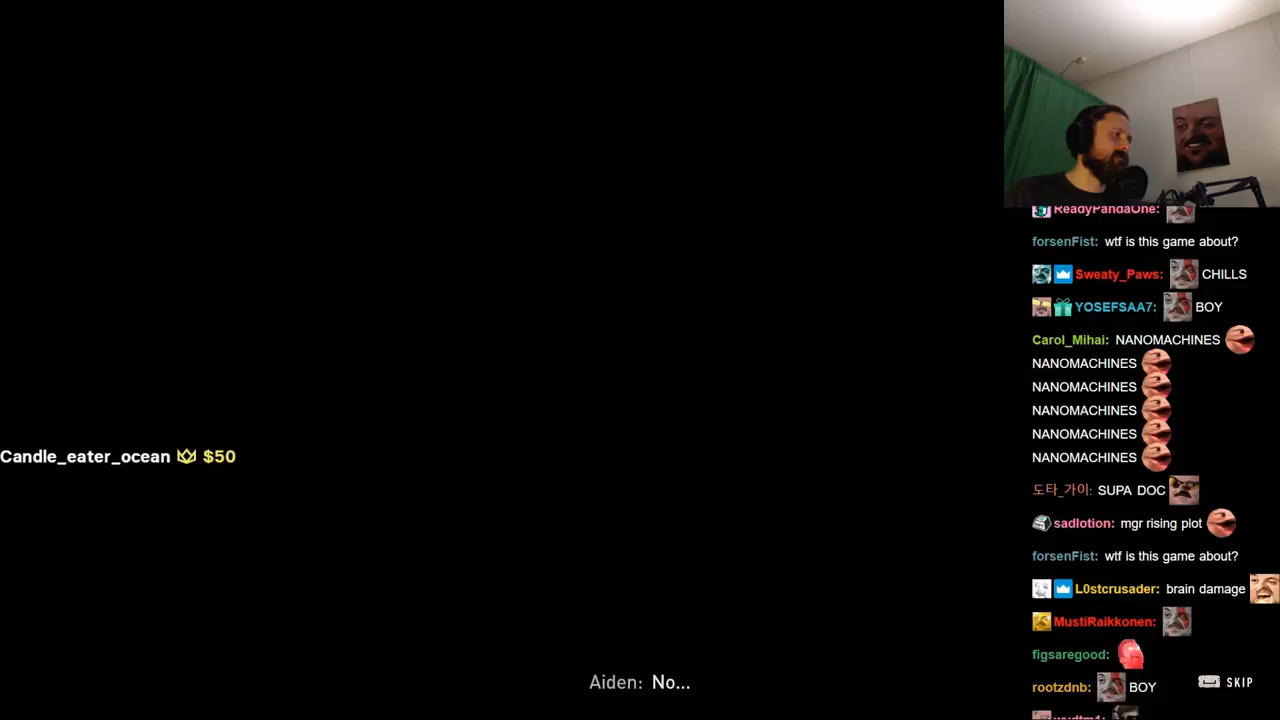 ReadyPandaOne:
forsenFist: wtf is this game about?
Sweaty_Paws: CHILLS
YOSEFSAA7: BOY
Carol_Mihai: NANOMACHINES
NANOMACHINES
NANOMACHINES
NANOMACHINES
NANOMACHINES
NANOMACHINES
Candle_eater_ocean $50
도타_가이: SUPA DOC
sadlotion: mgr rising plot
forsenFist: wtf is this game about?
L0stcrusader: brain damage
MustiRaikkonen:
figsaregood:
Aiden: No...
SKIP
rootzdnb: BOY